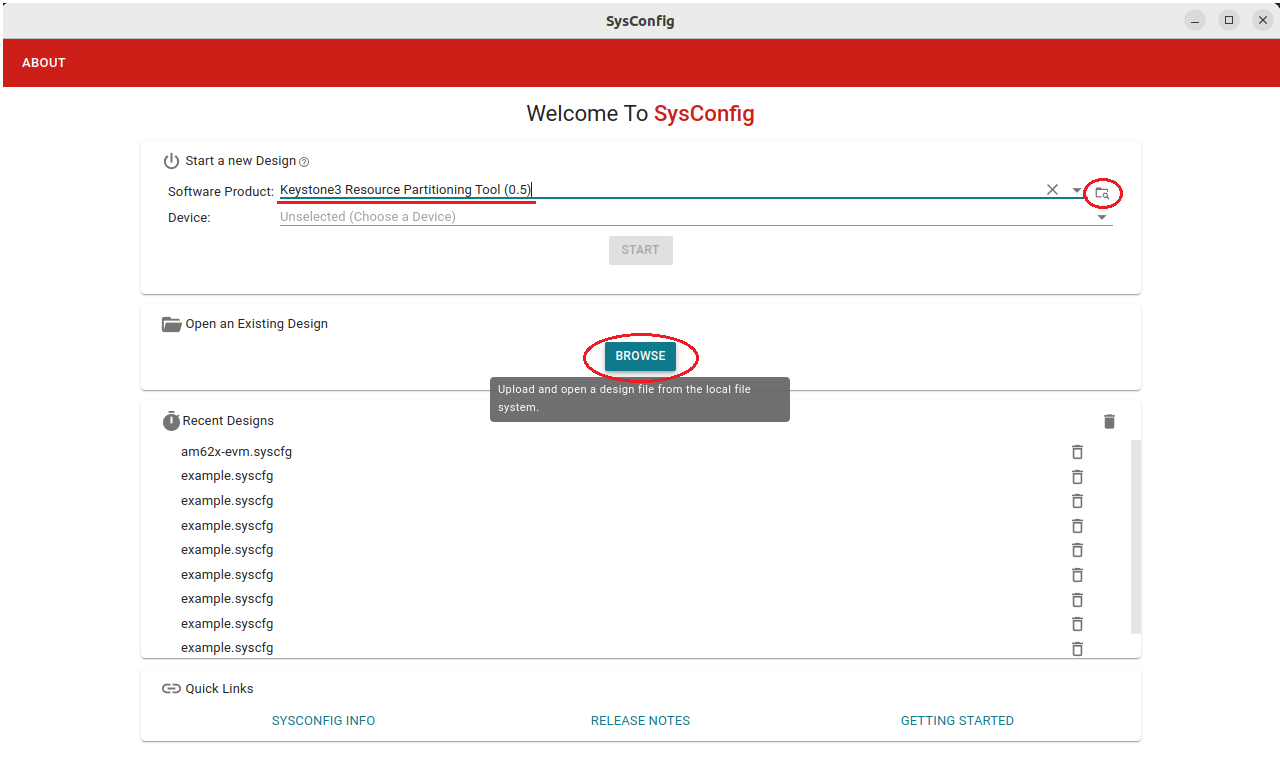 SysConfig
ABOUT
Welcome To SysConfig
Start a new Design
Software Product: Keystone3 Resource Partitioning Tool (0.5)
Device: Unselected (Choose a Device)
START
Open an Existing Design
BROWSE
Upload and open a design file from the local file
system.
Recent Designs
am62x-evm.syscfg
example.syscfg
example.syscfg
example.syscfg
example.syscfg
example.syscfg
example.syscfg
example.syscfg
example.syscfg
Quick Links
SYSCONFIG INFO RELEASE NOTES GETTING STARTED